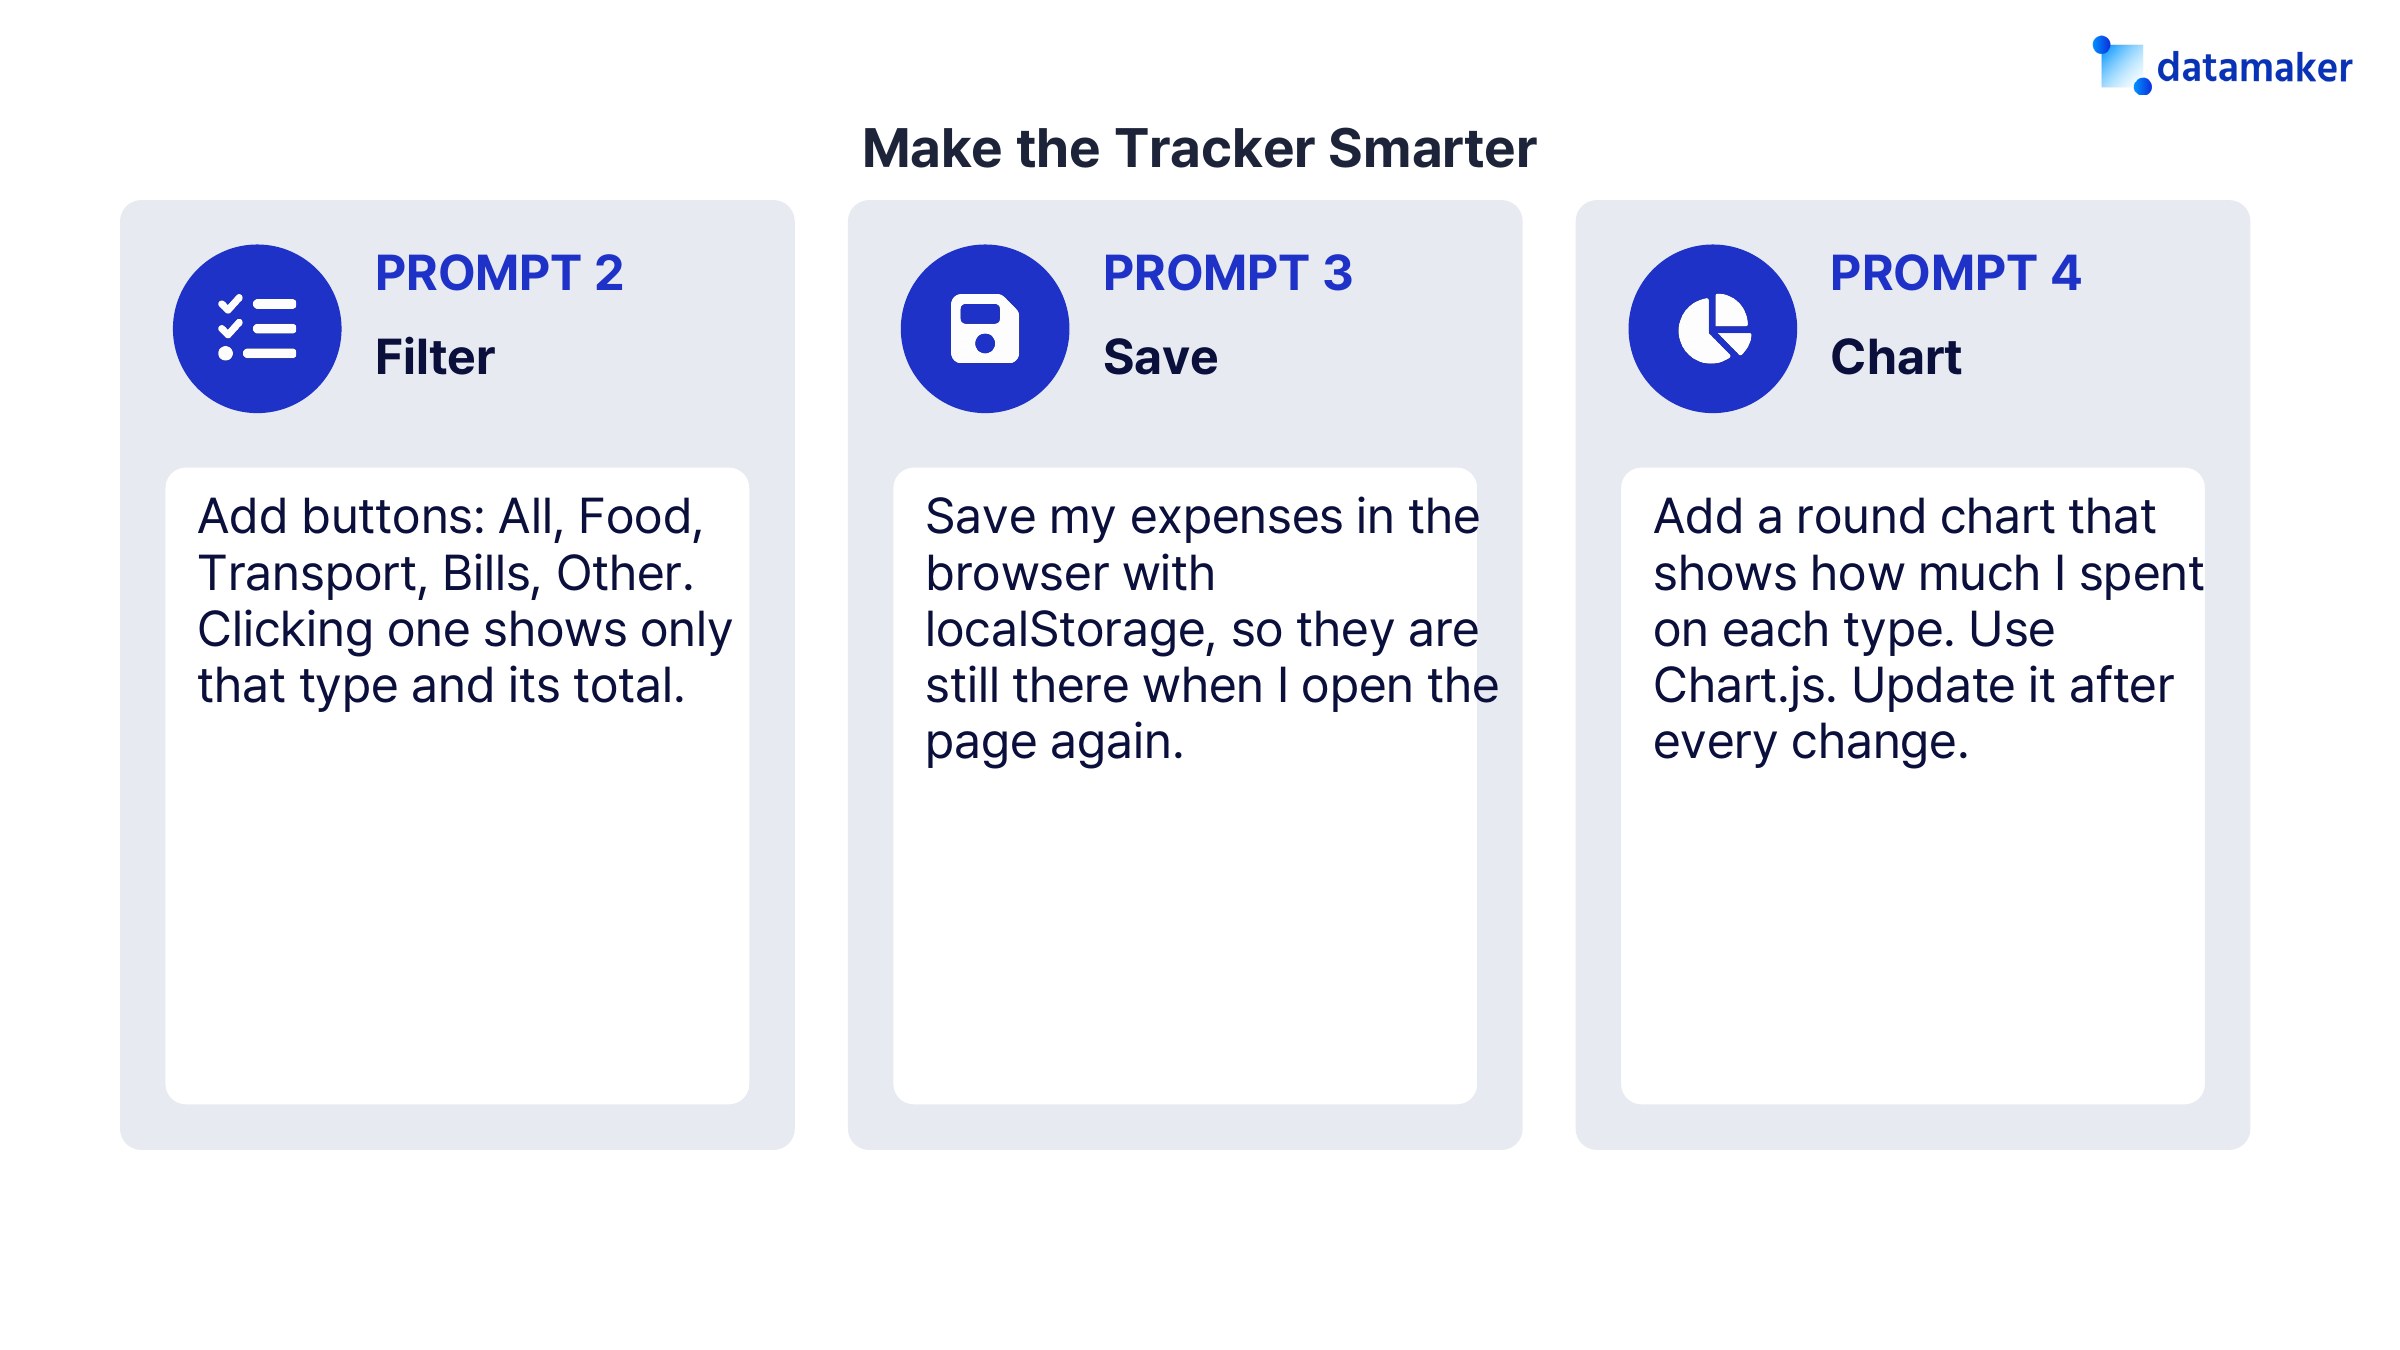 datamaker
Make the Tracker Smarter
PROMPT 2
Filter
Add buttons: All, Food,
Transport, Bills, Other.
Clicking one shows only
that type and its total.
PROMPT 3
Save
Save my expenses in the
browser with
localStorage, so they are
still there when I open the
page again.
PROMPT 4
Chart
Add a round chart that
shows how much I spent
on each type. Use
Chart.js. Update it after
every change.